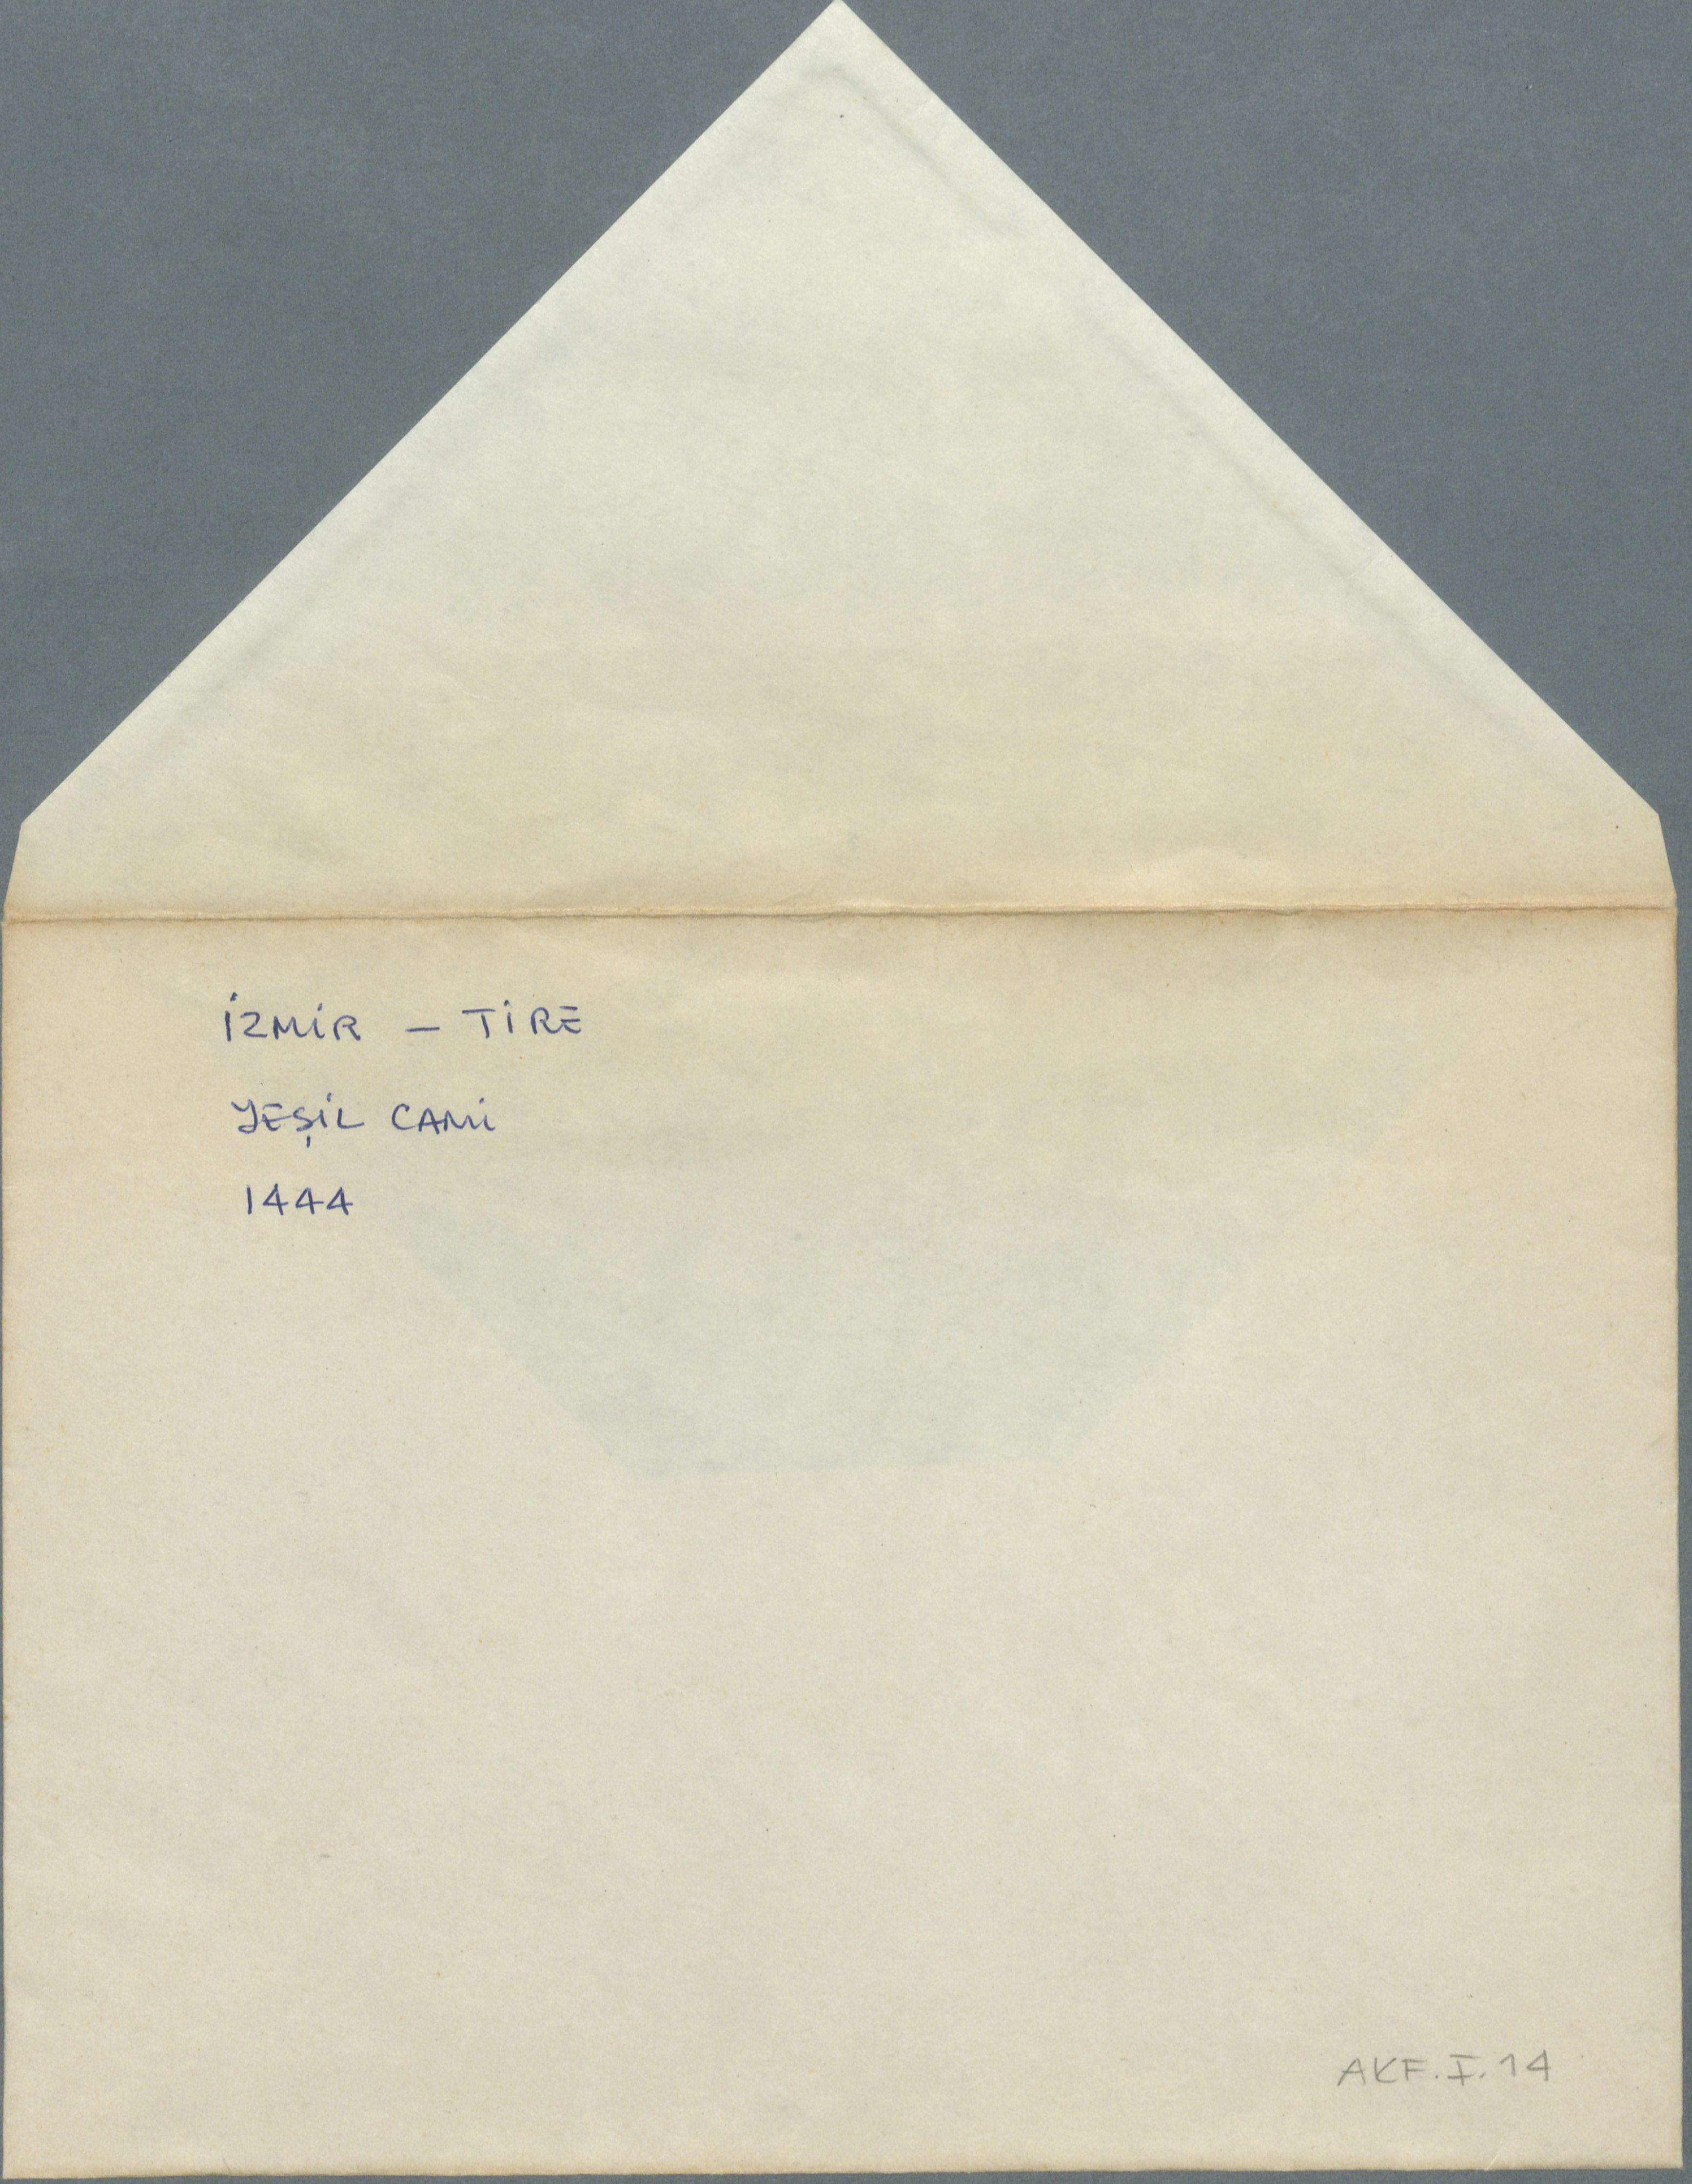 İZMİR – TİRE
YEŞİL CAMİ
1444
AKF.I.14